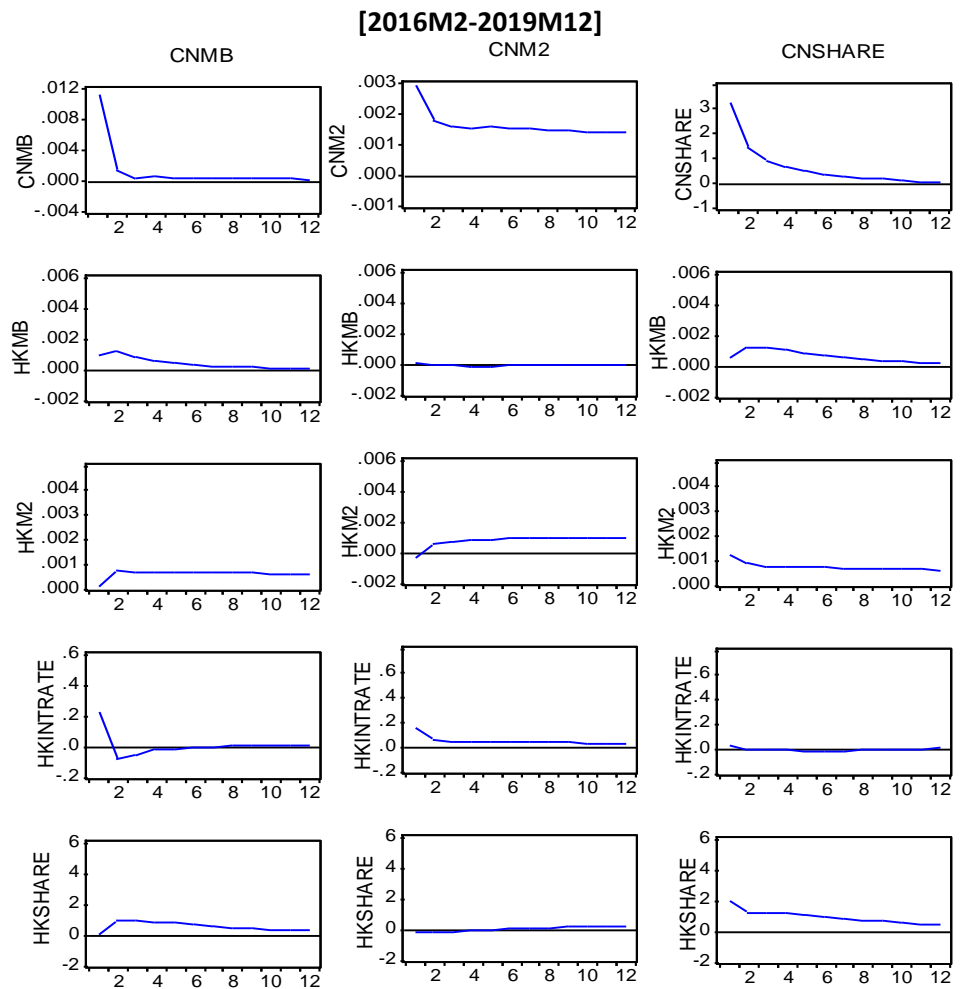 [2016M2-2019M12]
CNMB CNM2 CNSHARE
CNMB
.012
.008
.004
.000
-.004
2 4 6 8 10 12
CNM2
.003
.002
.001
.000
-.001
2 4 6 8 10 12
CNSHARE
3
2
1
0
-1
2 4 6 8 10 12
HKMB
.006
.004
.002
.000
-.002
2 4 6 8 10 12
HKMB
.006
.004
.002
.000
-.002
2 4 6 8 10 12
HKMB
.006
.004
.002
.000
-.002
2 4 6 8 10 12
HKM2
.004
.003
.002
.001
.000
2 4 6 8 10 12
HKM2
.006
.004
.002
.000
-.002
2 4 6 8 10 12
HKM2
.004
.003
.002
.001
.000
2 4 6 8 10 12
HKINTRATE
.6
.4
.2
.0
-.2
2 4 6 8 10 12
HKINTRATE
.6
.4
.2
.0
-.2
2 4 6 8 10 12
HKINTRATE
.6
.4
.2
.0
-.2
2 4 6 8 10 12
HKSHARE
6
4
2
0
-2
2 4 6 8 10 12
HKSHARE
6
4
2
0
-2
2 4 6 8 10 12
HKSHARE
6
4
2
0
-2
2 4 6 8 10 12